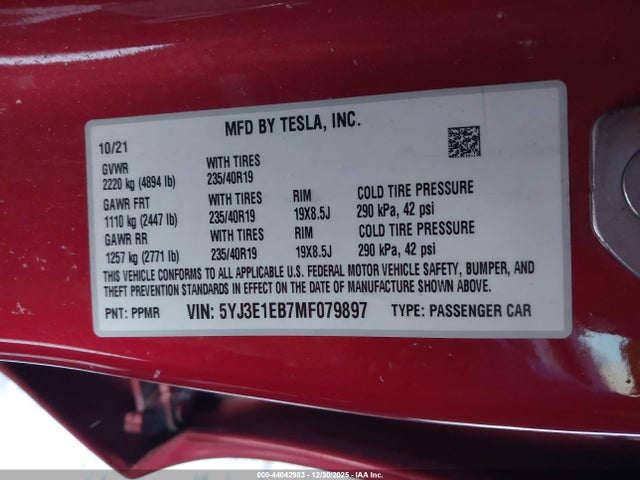 MFD BY TESLA, INC.
10/21
GVWR WITH TIRES
2220 kg (4894 lb) 235/40R19
GAWR FRT WITH TIRES RIM COLD TIRE PRESSURE
1110 kg (2447 lb) 235/40R19 19X8.5J 290 kPa, 42 psi
GAWR RR WITH TIRES RIM COLD TIRE PRESSURE
1257 kg (2771 lb) 235/40R19 19X8.5J 290 kPa, 42 psi
THIS VEHICLE CONFORMS TO ALL APPLICABLE U.S. FEDERAL MOTOR VEHICLE SAFETY, BUMPER, AND
THEFT PREVENTION STANDARDS IN EFFECT ON THE DATE OF MANUFACTURE SHOWN ABOVE.
PNT: PPMR VIN: 5YJ3E1EB7MF079897 TYPE: PASSENGER CAR
000-44042983 - 12/30/2025 - IAA Inc.